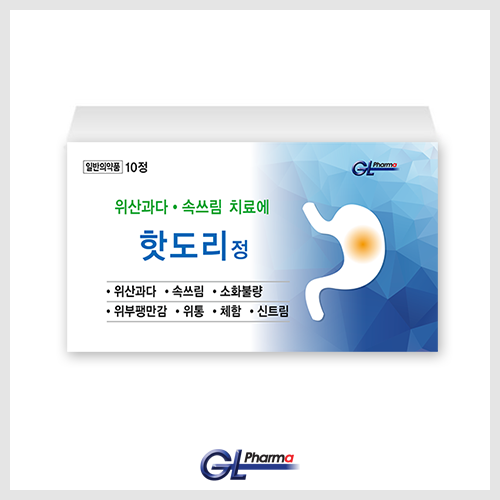 일반의약품 10정
GL Pharma
위산과다 • 속쓰림 치료에
핫도리정
• 위산과다 • 속쓰림 • 소화불량
• 위부팽만감 • 위통 • 체함 • 신트림
GL Pharma